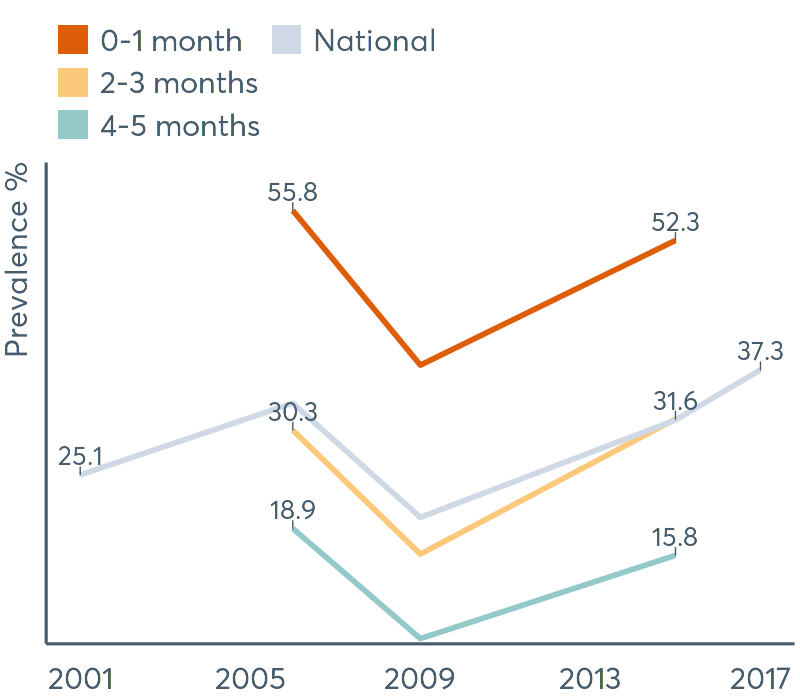 0-1 month National
2-3 months
4-5 months
Prevalence %
55.8
52.3
37.3
30.3
31.6
25.1
18.9
15.8
2001 2005 2009 2013 2017